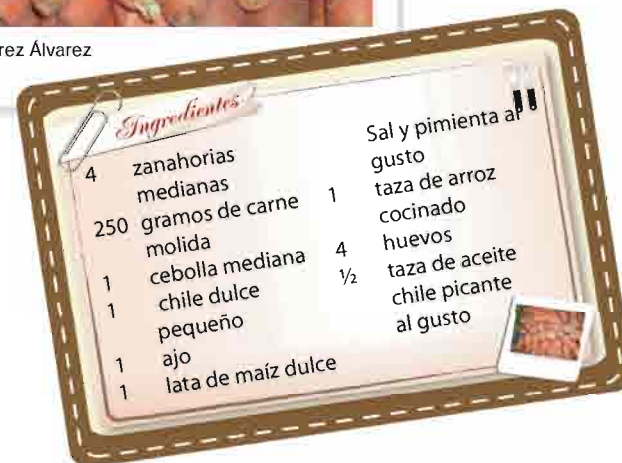 rez Álvarez
Ingredientes
4 zanahorias
medianas
250 gramos de carne
molida
1 cebolla mediana
1 chile dulce
pequeño
1 ajo
1 lata de maíz dulce
Sal y pimienta al
gusto
1 taza de arroz
cocinado
4 huevos
½ taza de aceite
chile picante
al gusto